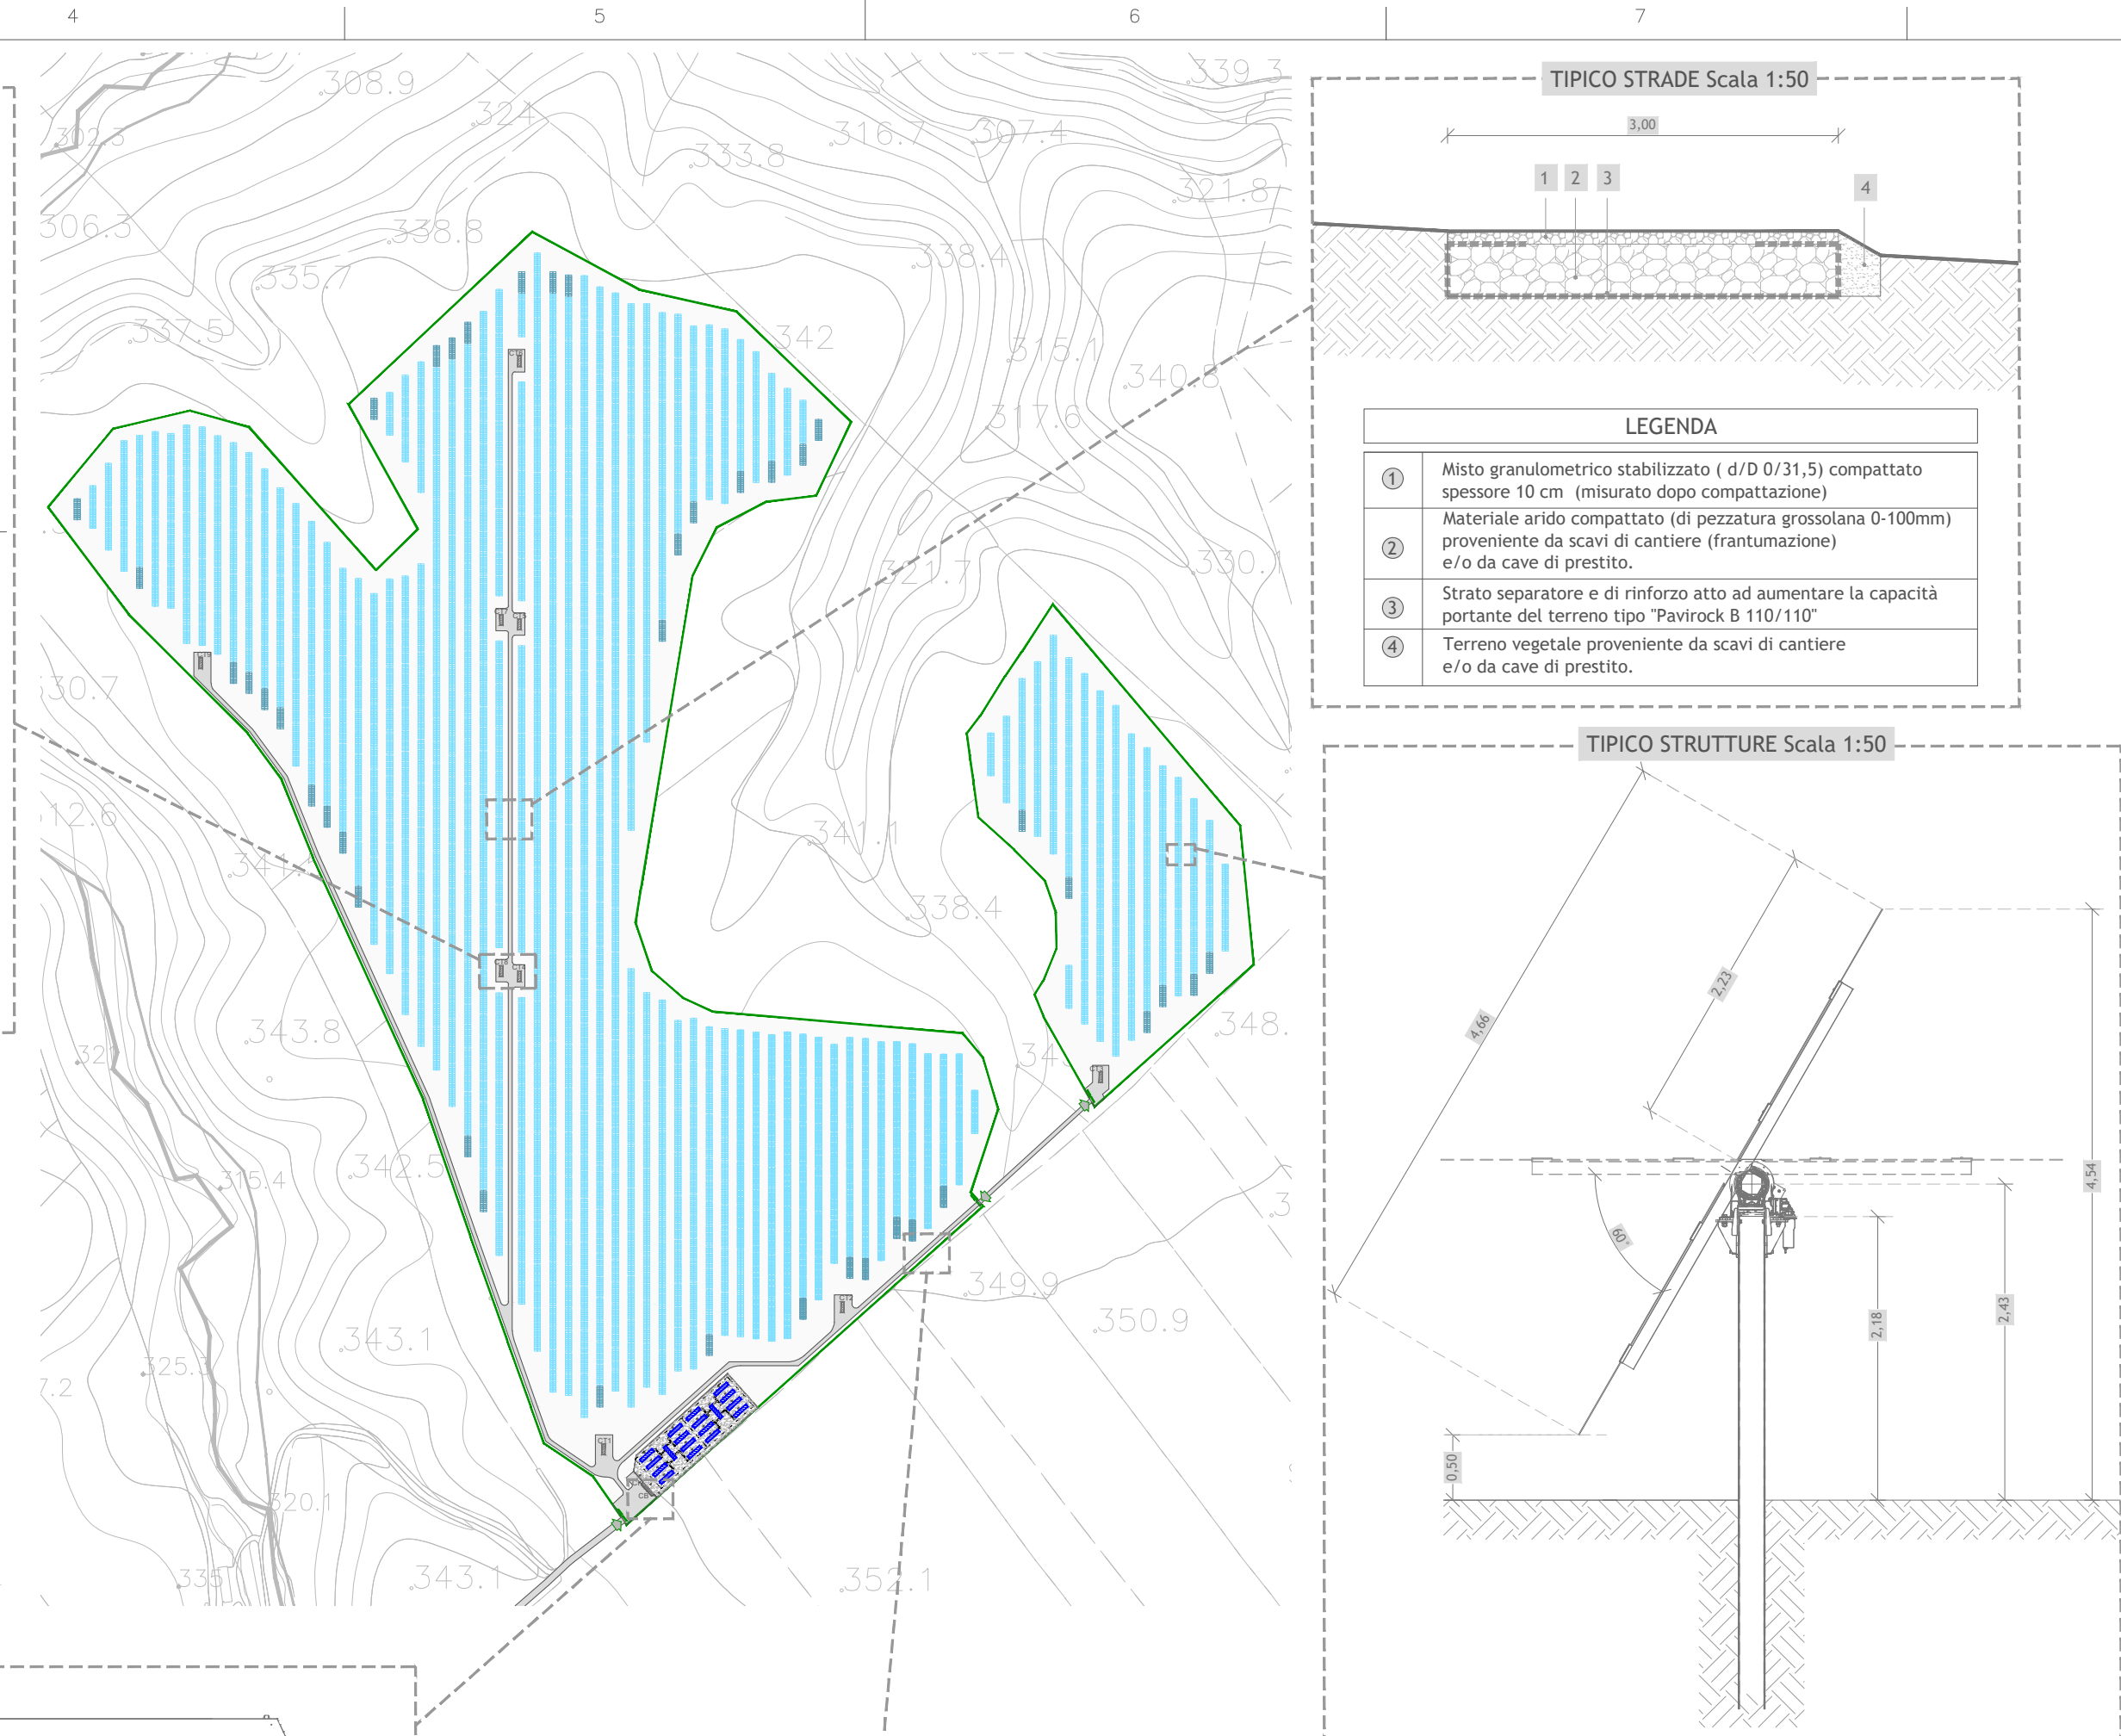 4 5 6 7
.308.9
.324
.339.3
.302.3
.316.7
.307.4
.333.8
.321.8
306.3
.338.8
.338.4
.335.7
.337.5
342
.315.1
.340.8
.317.6
.321.7
.330.1
.341.1
.338.4
.343.8
348.
.342.5
.315.4
.349.9
.350.9
.343.1
.325.3
7.2
.320.1
.335
.343.1
.352.1
CT2
CT1
TIPICO STRADE Scala 1:50
3,00
1 2 3
4
LEGENDA
1 Misto granulometrico stabilizzato ( d/D 0/31,5) compattato
spessore 10 cm (misurato dopo compattazione)
2 Materiale arido compattato (di pezzatura grossolana 0-100mm)
proveniente da scavi di cantiere (frantumazione)
e/o da cave di prestito.
3 Strato separatore e di rinforzo atto ad aumentare la capacità
portante del terreno tipo "Pavirock B 110/110"
4 Terreno vegetale proveniente da scavi di cantiere
e/o da cave di prestito.
TIPICO STRUTTURE Scala 1:50
2,23
4,66
4,54
60°
2,18
2,43
0,50